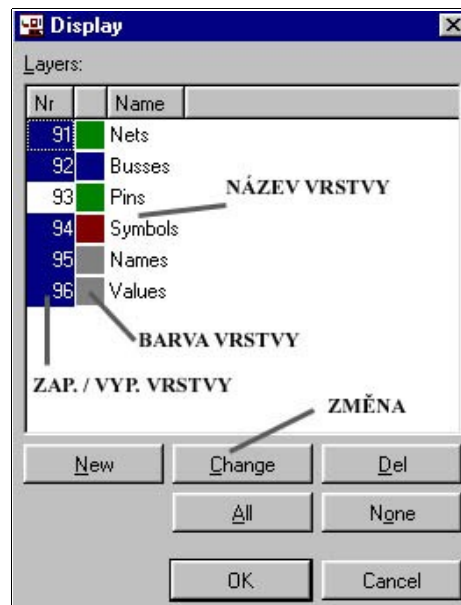 Display
Layers:
Nr Name
91 Nets
92 Busses
93 Pins
NÁZEV VRSTVY
94 Symbols
95 Names
96 Values
BARVA VRSTVY
ZAP. / VYP. VRSTVY
ZMĚNA
New Change Del
All None
OK Cancel